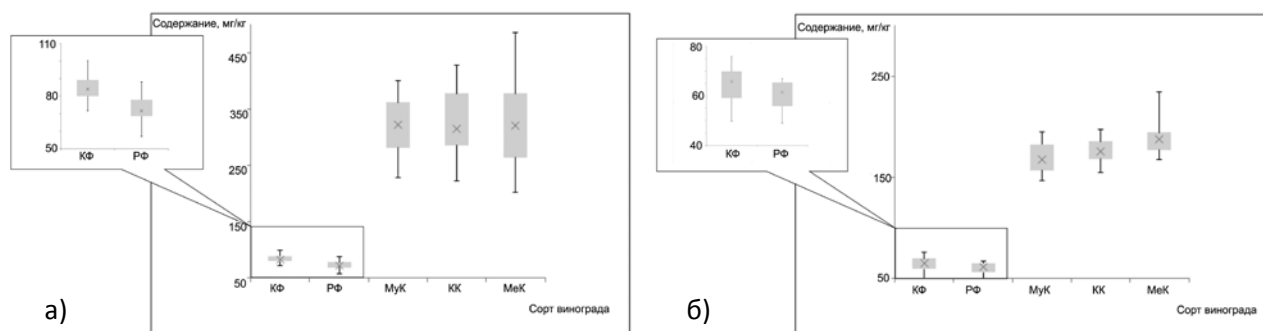 Содержание, мг/кг
450
350
250
150
50
110
80
50
КФ
РФ
КФ
РФ
МуК
КК
МеК
Сорт винограда
а)
Содержание, мг/кг
250
150
50
80
60
40
КФ
РФ
КФ
РФ
МуК
КК
МеК
Сорт винограда
б)